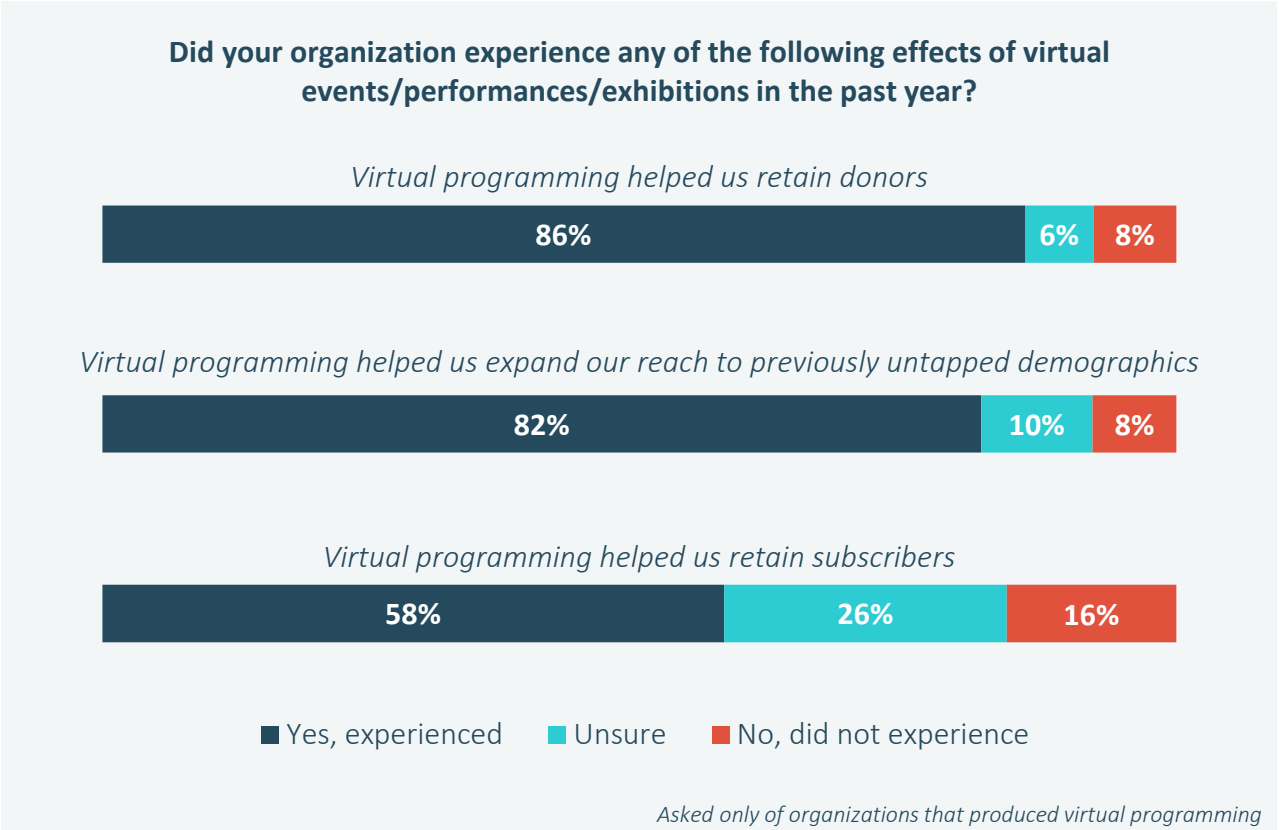 Did your organization experience any of the following effects of virtual
events/performances/exhibitions in the past year?
Virtual programming helped us retain donors
86% 6% 8%
Virtual programming helped us expand our reach to previously untapped demographics
82% 10% 8%
Virtual programming helped us retain subscribers
58% 26% 16%
Yes, experienced Unsure No, did not experience
Asked only of organizations that produced virtual programming